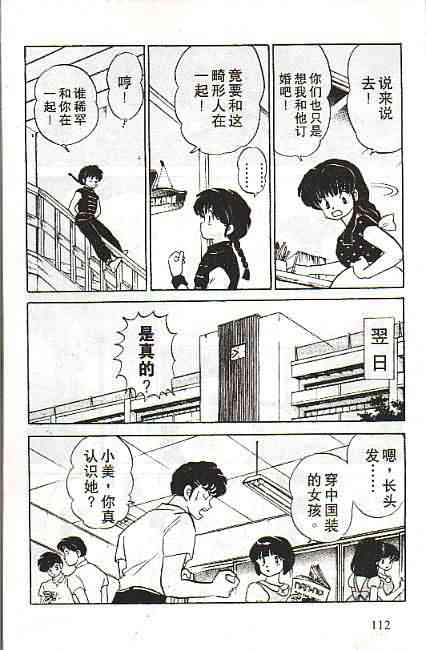 说来说
去！
你们也只是
想我和他订
婚吧！
竟要和这
畸形人在
一起！
………
哼！
谁稀罕
和你在
一起！
翌日
是真
的？
嗯，长头
发……
穿中国装
的女孩。
小美，你真
认识她？
112